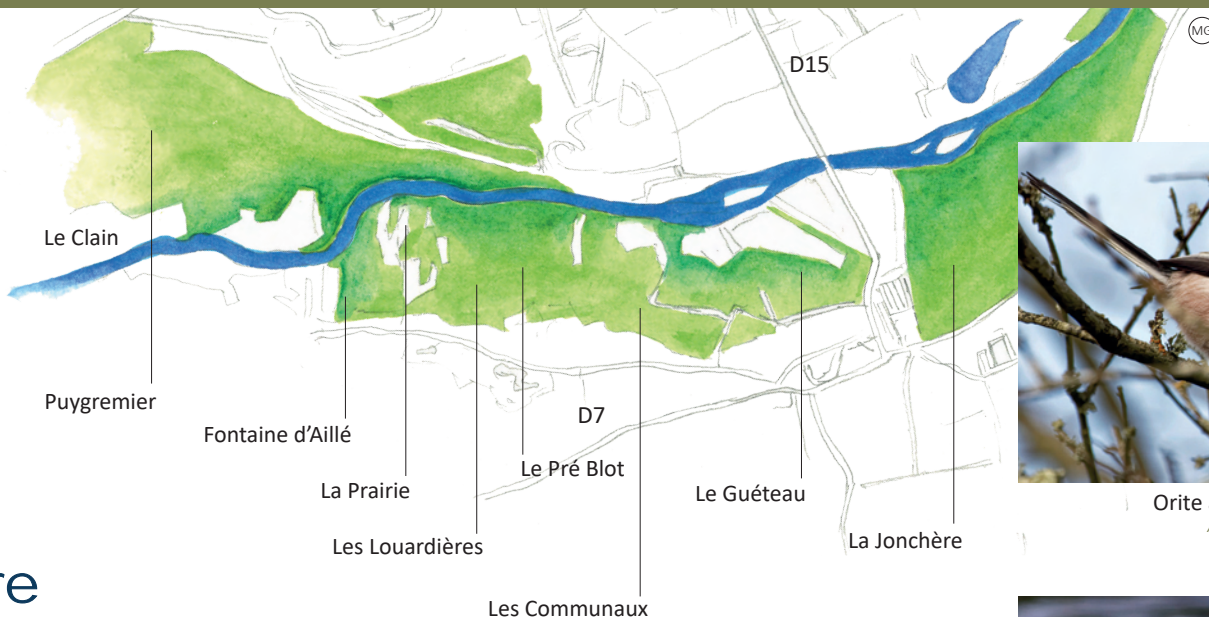 MG
D15
Le Clain
Puygremier
Fontaine d'Aillé
D7
Le Pré Blot
La Prairie
Le Guéteau
Orite
Les Louardières
La Jonchère
re
Les Communaux